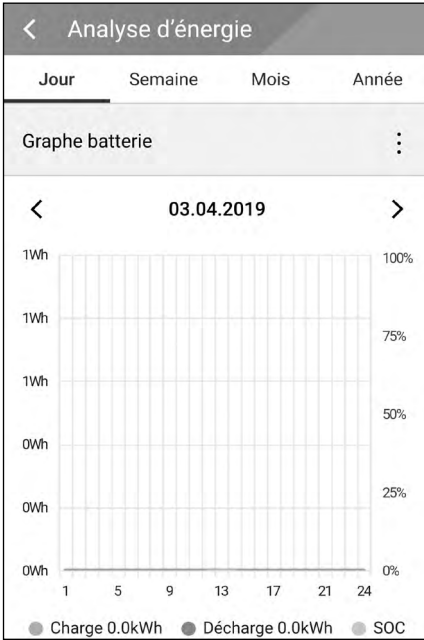 Analyse d’énergie
Jour Semaine Mois Année
Graphe batterie
03.04.2019
1Wh 100%
1Wh
75%
1Wh
50%
0Wh
25%
0Wh
0Wh 0%
1 5 9 13 17 21 24
Charge 0.0kWh Décharge 0.0kWh SOC